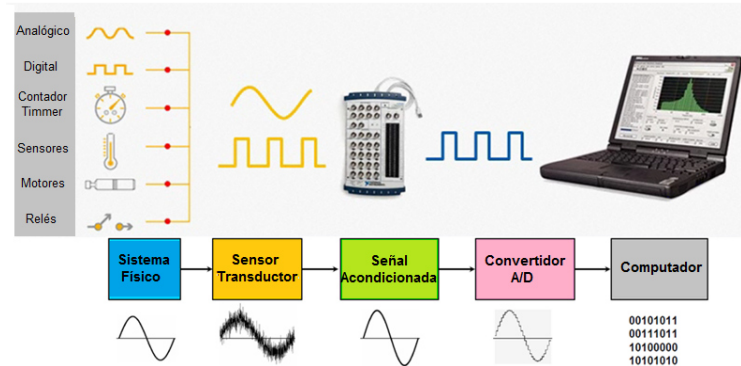 Analógico
Digital
Contador
Timmer
Sensores
Motores
Relés
Sistema
Físico
Sensor
Transductor
Señal
Acondicionada
Convertidor
A/D
Computador
00101011
00111011
10100000
10101010